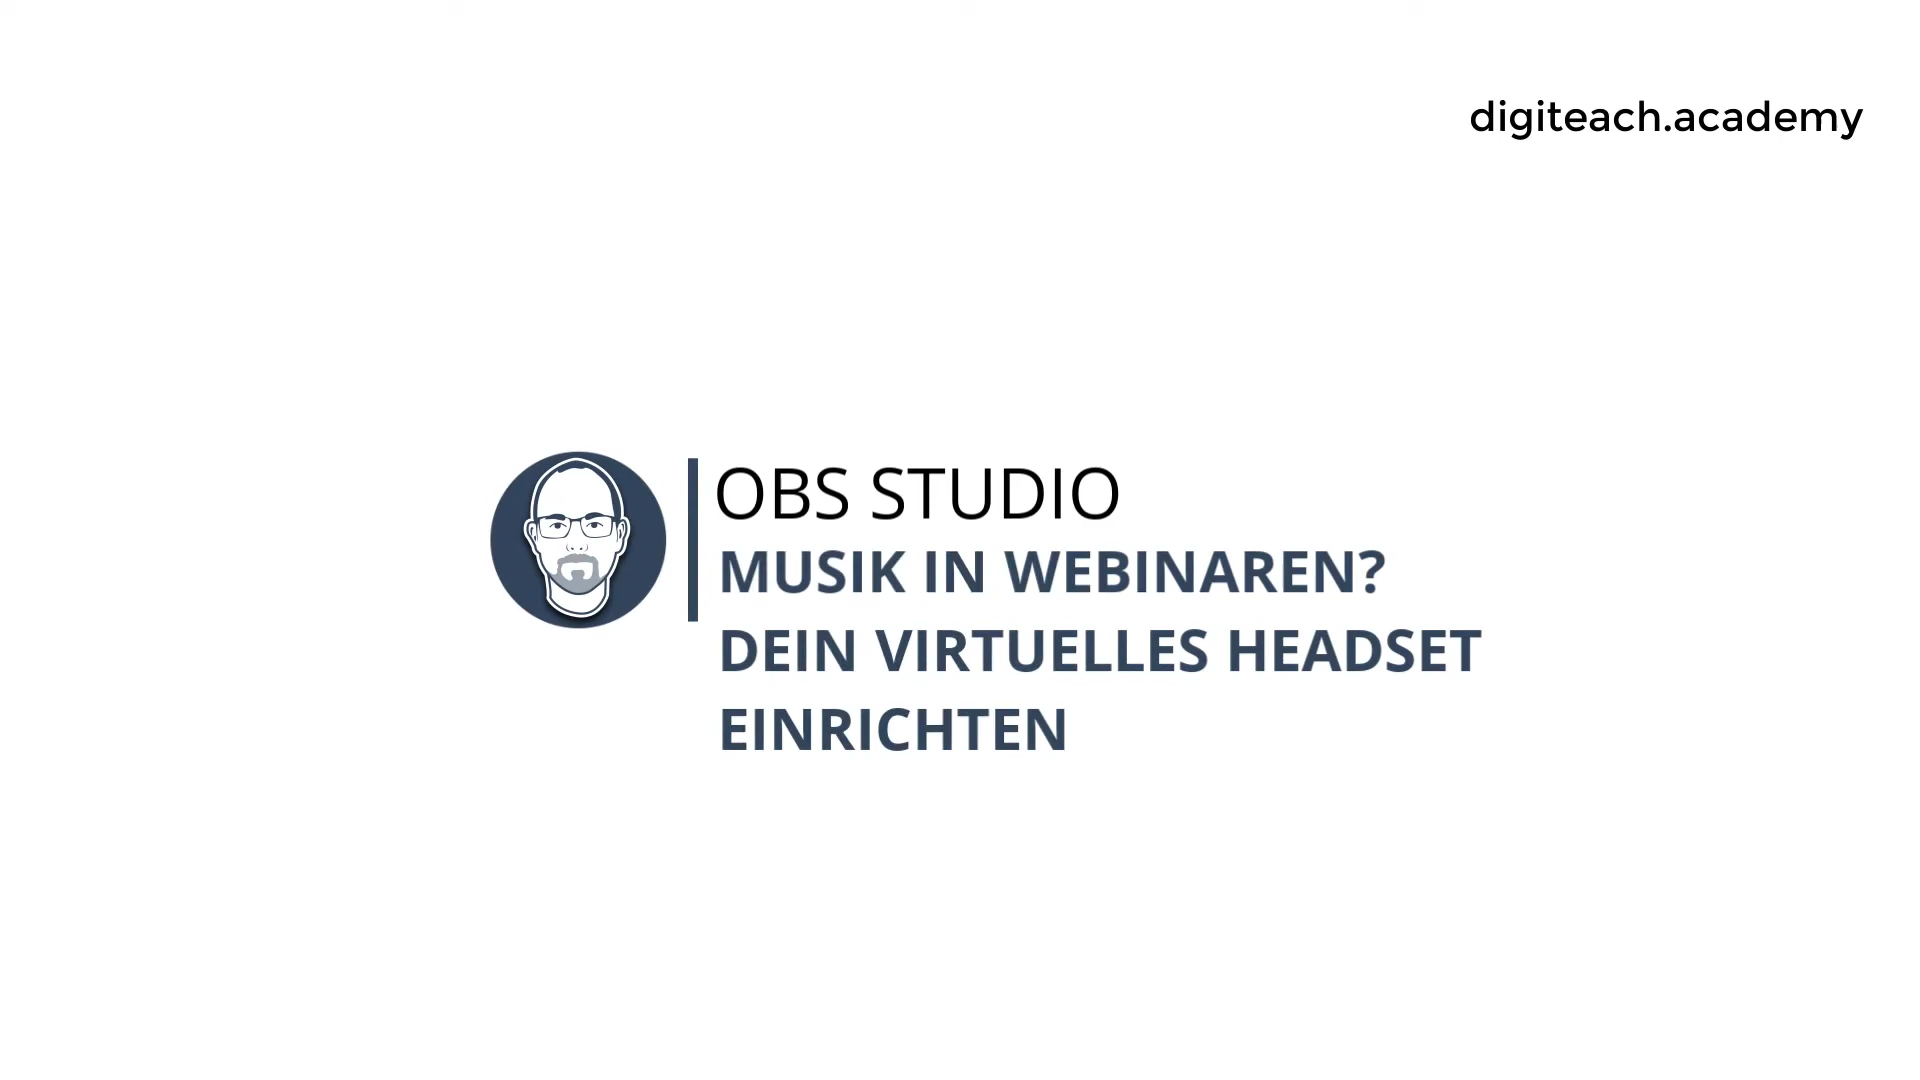 digiteach.academy
OBS STUDIO
MUSIK IN WEBINAREN?
DEIN VIRTUELLES HEADSET
EINRICHTEN